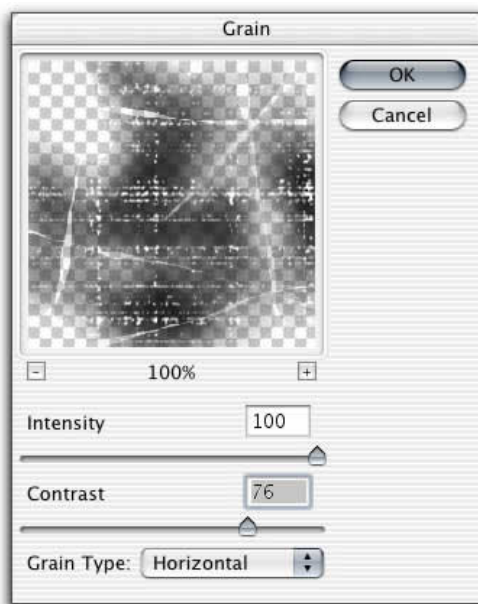 Grain
OK
Cancel
- 100% +
Intensity 100
Contrast 76
Grain Type: Horizontal